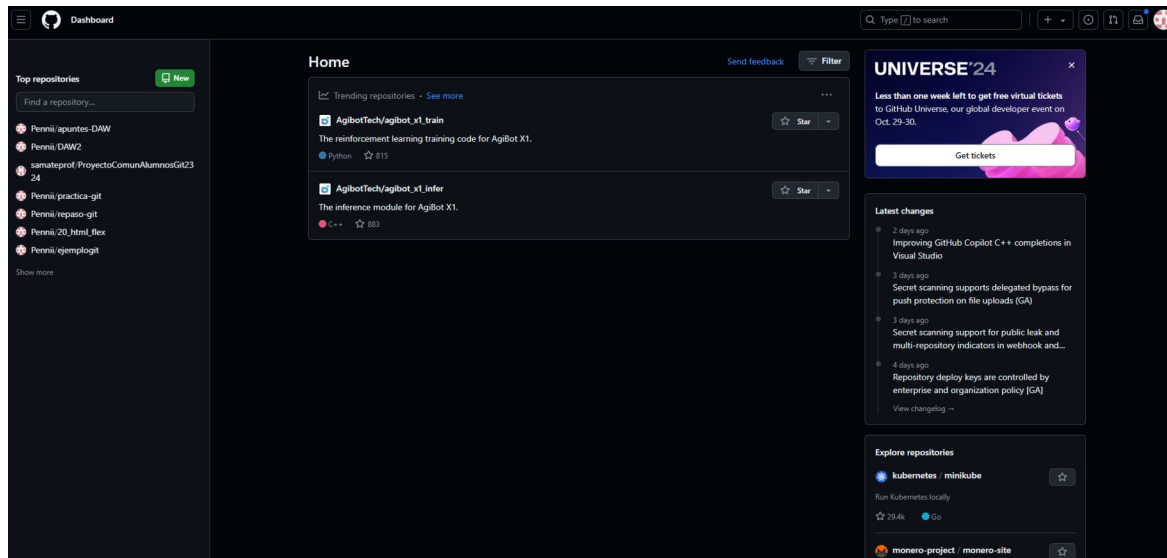 Dashboard
Type / to search
Top repositories
New
Find a repository...
Pennii/apuntes-DAW
Pennii/DAW2
samateprof/ProyectoComunAlumnosGit23
24
Pennii/practica-git
Pennii/repaso-git
Pennii/20_html_flex
Pennii/ejemplogit
Show more
Home
Send feedback
Filter
Trending repositories · See more
AgibotTech/agibot_x1_train
Star
The reinforcement learning training code for AgiBot X1.
Python 815
AgibotTech/agibot_x1_infer
Star
The inference module for AgiBot X1.
C++ 883
UNIVERSE'24
Less than one week left to get free virtual tickets
to GitHub Universe, our global developer event on
Oct. 29-30.
Get tickets
Latest changes
2 days ago
Improving GitHub Copilot C++ completions in
Visual Studio
3 days ago
Secret scanning supports delegated bypass for
push protection on file uploads (GA)
3 days ago
Secret scanning support for public leak and
multi-repository indicators in webhook and...
4 days ago
Repository deploy keys are controlled by
enterprise and organization policy [GA]
View changelog →
Explore repositories
kubernetes / minikube
Run Kubernetes locally
29.4k Go
monero-project / monero-site